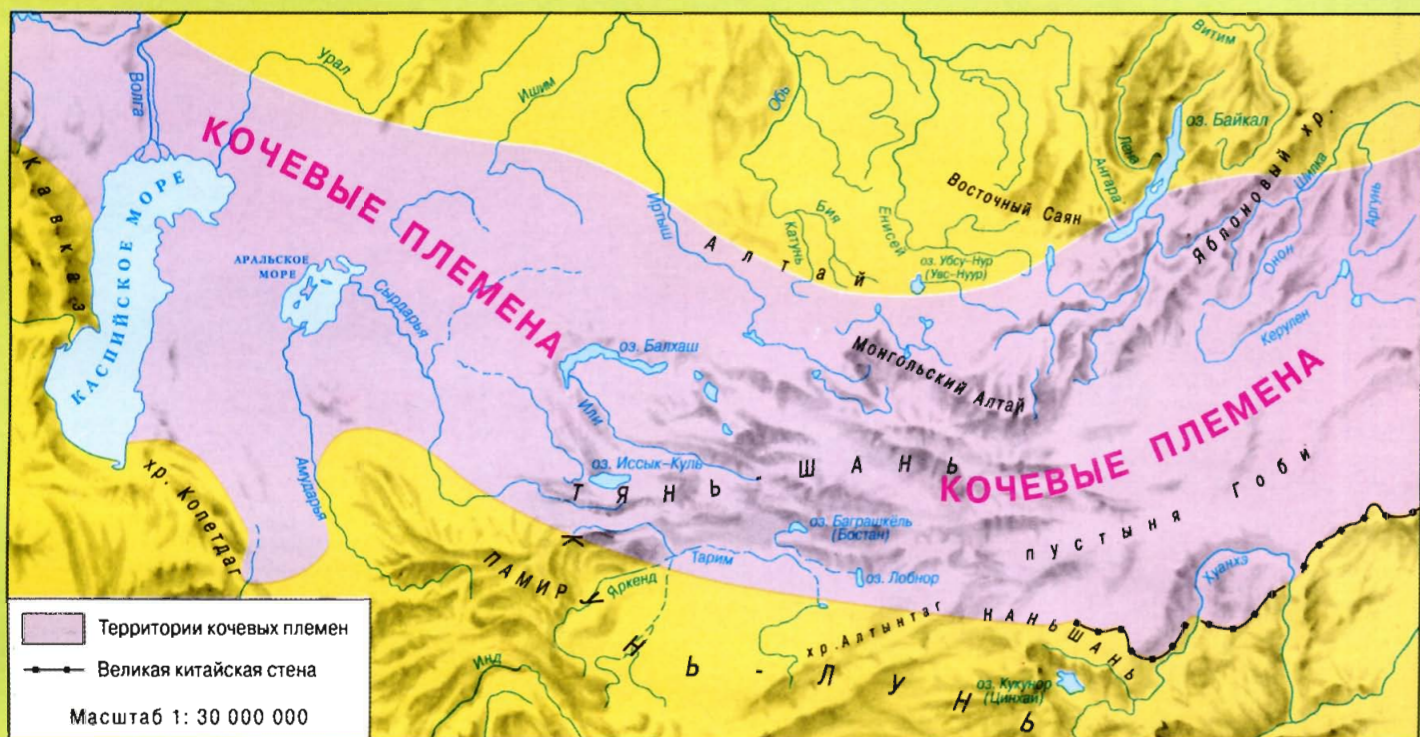 Волга
Урал
Ишим
Обь
Витим
оз. Байкал
Лена
Ангара
Яблоновый хр.
Шилка
Аргунь
Онон
Керулен
Кавказ
КАСПИЙСКОЕ МОРЕ
КОЧЕВЫЕ ПЛЕМЕНА
АРАЛЬСКОЕ
МОРЕ
Сырдарья
Иртыш
Алтай
Бия
Катунь
Енисей
Восточный Саян
оз. Убсу-Нур
(Увс-Нуур)
оз. Балхаш
Или
Монгольский Алтай
КОЧЕВЫЕ ПЛЕМЕНА
оз. Иссык-Куль
ТЯНЬ-ШАНЬ
пустыня Гоби
хр. Копетдаг
Амударья
оз. Баграшкёль
(Бостан)
Тарим
оз. Лобнор
Хуанхэ
ПАМИР
Яркенд
КУНЬ-ЛУНЬ
хр. Алтынтаг
НАНЬШАНЬ
оз. Кукунор
(Цинхай)
Инд
Территории кочевых племен
Великая китайская стена
Масштаб 1: 30 000 000